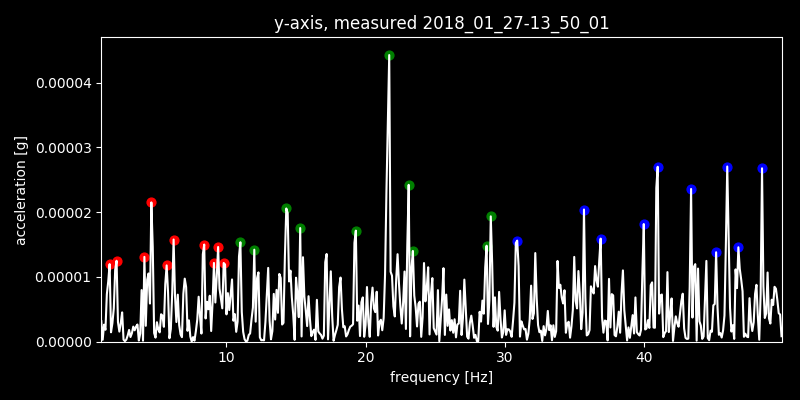 y-axis, measured 2018_01_27-13_50_01
0.00004
0.00003
0.00002
0.00001
0.00000
acceleration [g]
10 20 30 40
frequency [Hz]